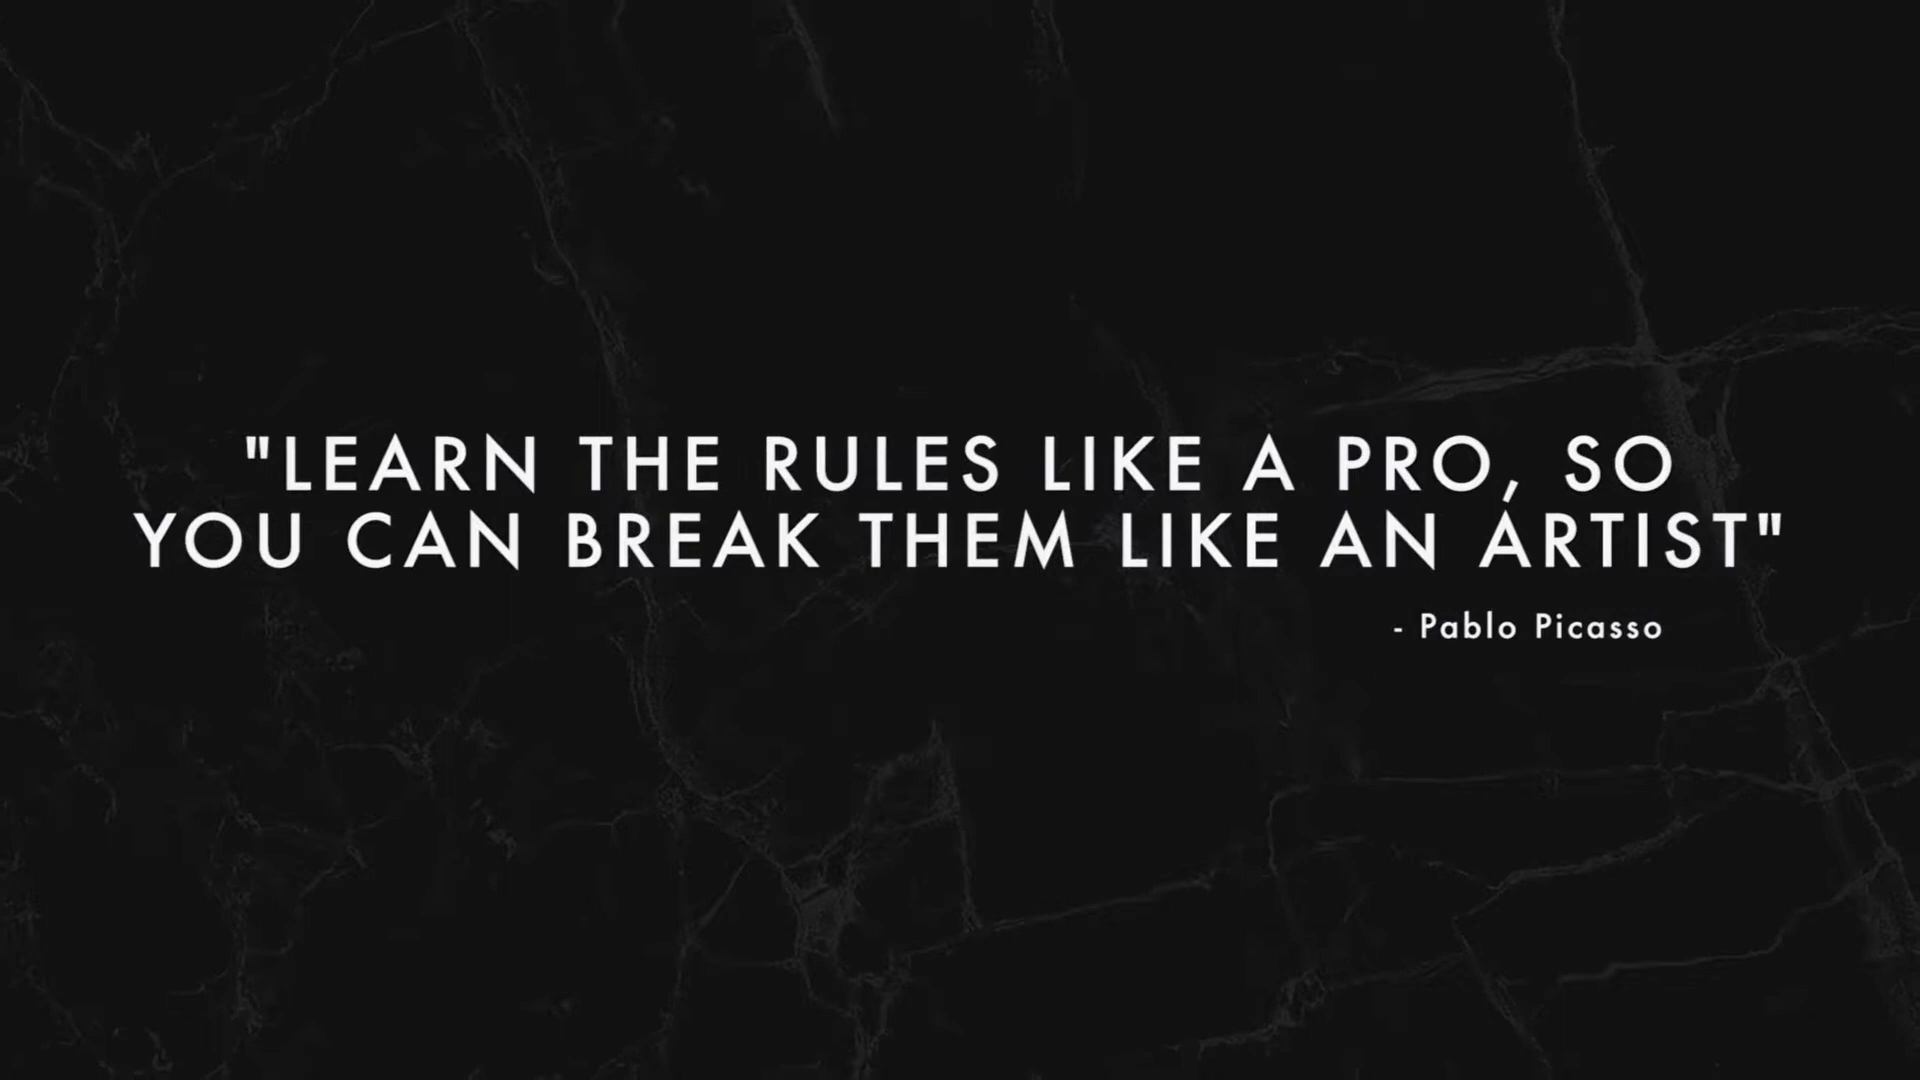 "LEARN THE RULES LIKE A PRO, SO
YOU CAN BREAK THEM LIKE AN ARTIST"
- Pablo Picasso